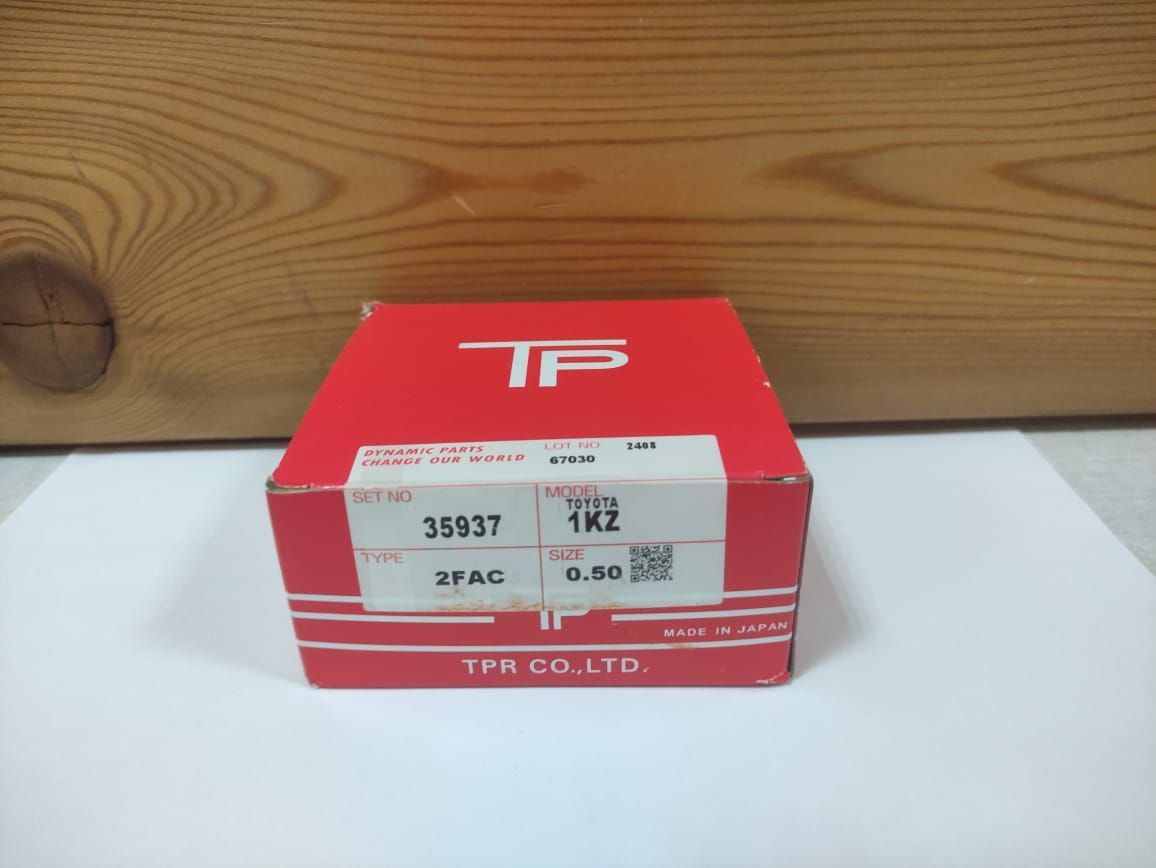 TP
DYNAMIC PARTS
CHANGE OUR WORLD
LOT NO 2408
67030
SET NO
35937
MODEL
TOYOTA
1KZ
TYPE
2FAC
SIZE
0.50
TP
MADE IN JAPAN
TPR CO.,LTD.